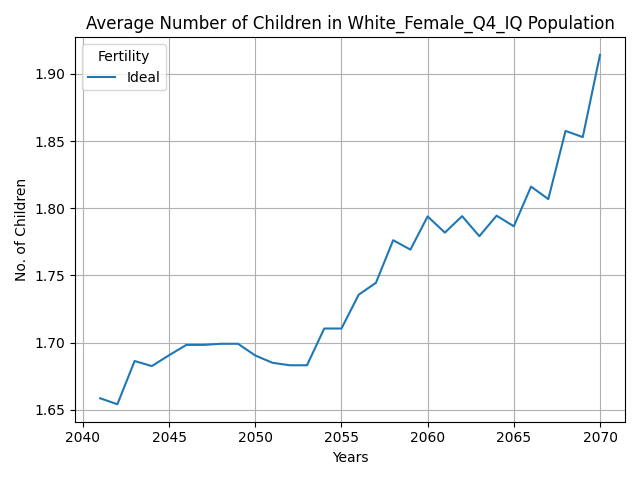 Average Number of Children in White_Female_Q4_IQ Population
Fertility
Ideal
No. of Children
1.90
1.85
1.80
1.75
1.70
1.65
2040 2045 2050 2055 2060 2065 2070
Years